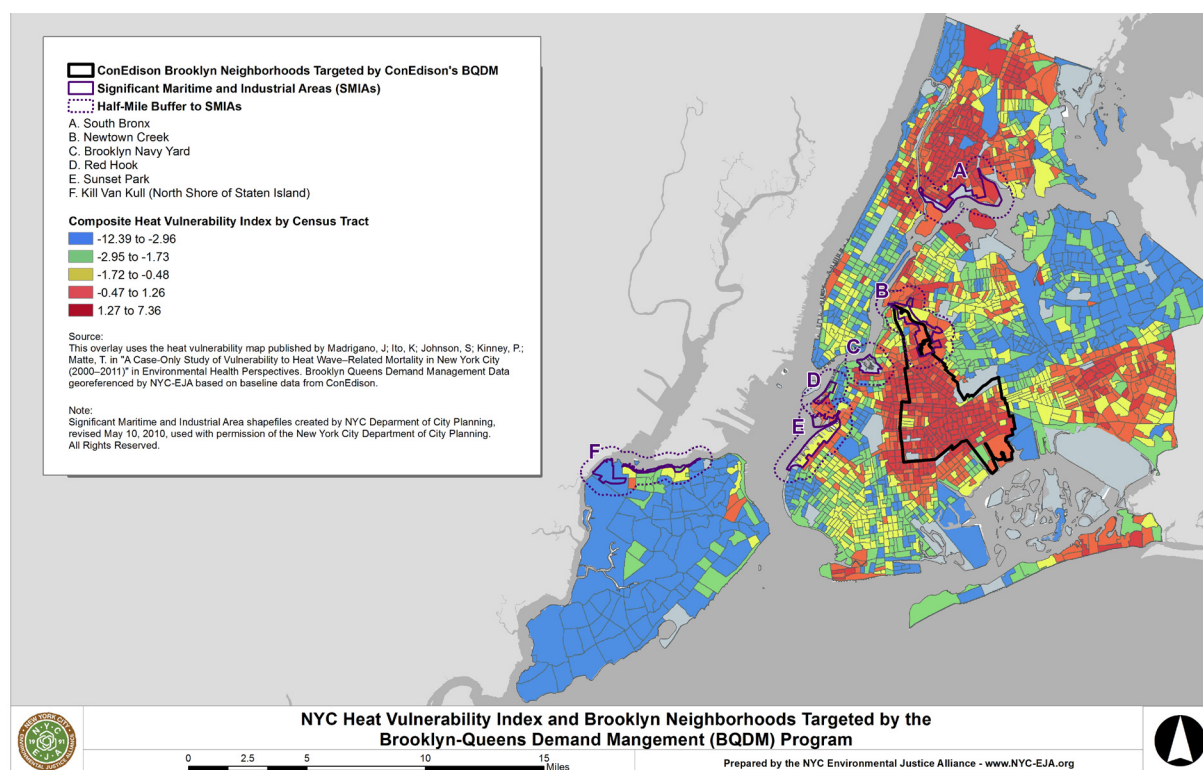 ConEdison Brooklyn Neighborhoods Targeted by ConEdison's BQDM
Significant Maritime and Industrial Areas (SMIAs)
Half-Mile Buffer to SMIAs
A. South Bronx
B. Newtown Creek
C. Brooklyn Navy Yard
D. Red Hook
E. Sunset Park
F. Kill Van Kull (North Shore of Staten Island)
Composite Heat Vulnerability Index by Census Tract
-12.39 to -2.96
-2.95 to -1.73
-1.72 to -0.48
-0.47 to 1.26
1.27 to 7.36
Source:
This overlay uses the heat vulnerability map published by Madrigano, J; Ito, K; Johnson, S; Kinney, P.;
Matte, T. in "A Case-Only Study of Vulnerability to Heat Wave–Related Mortality in New York City
(2000–2011)" in Environmental Health Perspectives. Brooklyn Queens Demand Management Data
georeferenced by NYC-EJA based on baseline data from ConEdison.
Note:
Significant Maritime and Industrial Area shapefiles created by NYC Deparment of City Planning,
revised May 10, 2010, used with permission of the New York City Department of City Planning.
All Rights Reserved.
A
B
C
D
E
F
NEW YORK CITY
ENVIRONMENTAL JUSTICE ALLIANCE
N Y C
19 91
E J A
NYC Heat Vulnerability Index and Brooklyn Neighborhoods Targeted by the
Brooklyn-Queens Demand Mangement (BQDM) Program
0 2.5 5 10 15
Miles
Prepared by the NYC Environmental Justice Alliance - www.NYC-EJA.org